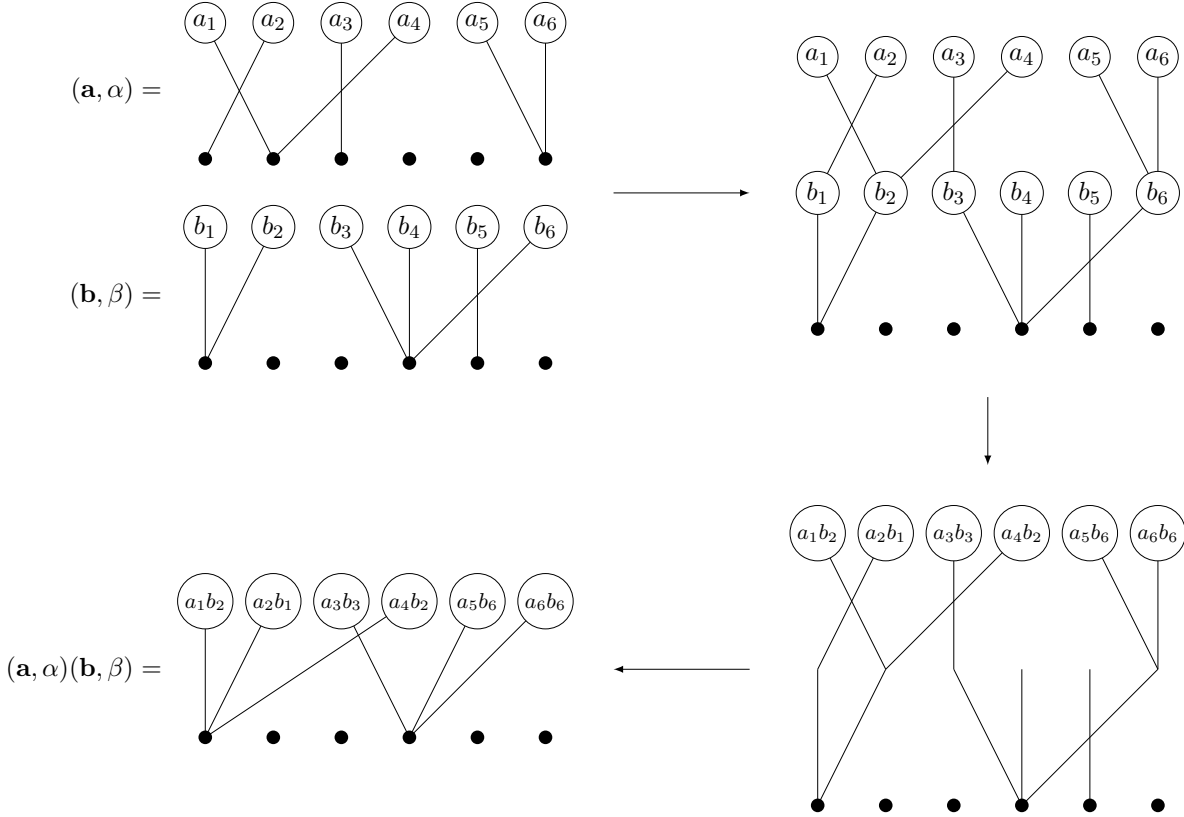 a₁ a₂ a₃ a₄ a₅ a₆
(𝐚, α) =
b₁ b₂ b₃ b₄ b₅ b₆
(𝐛, β) =
a₁ a₂ a₃ a₄ a₅ a₆
b₁ b₂ b₃ b₄ b₅ b₆
a₁b₂ a₂b₁ a₃b₃ a₄b₂ a₅b₆ a₆b₆
a₁b₂ a₂b₁ a₃b₃ a₄b₂ a₅b₆ a₆b₆
(𝐚, α)(𝐛, β) =